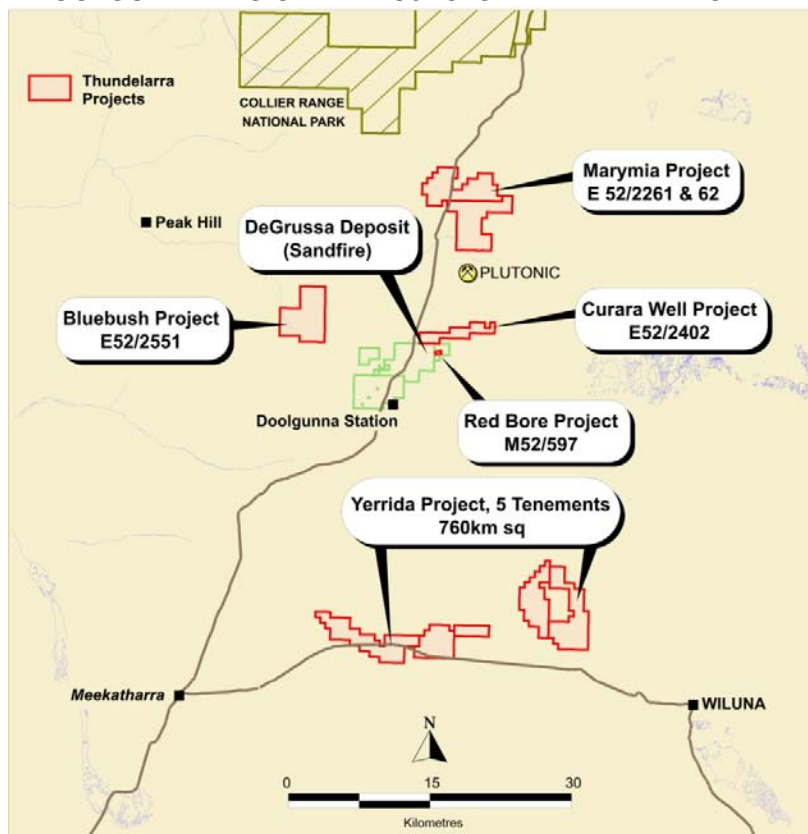 Thundelarra
Projects
COLLIER RANGE
NATIONAL PARK
Marymia Project
E 52/2261 & 62
Peak Hill
DeGrussa Deposit
(Sandfire)
PLUTONIC
Bluebush Project
E52/2551
Curara Well Project
E52/2402
Doolgunna Station
Red Bore Project
M52/597
Yerrida Project, 5 Tenements
760km sq
Meekatharra
WILUNA
N
0 15 30
Kilometres